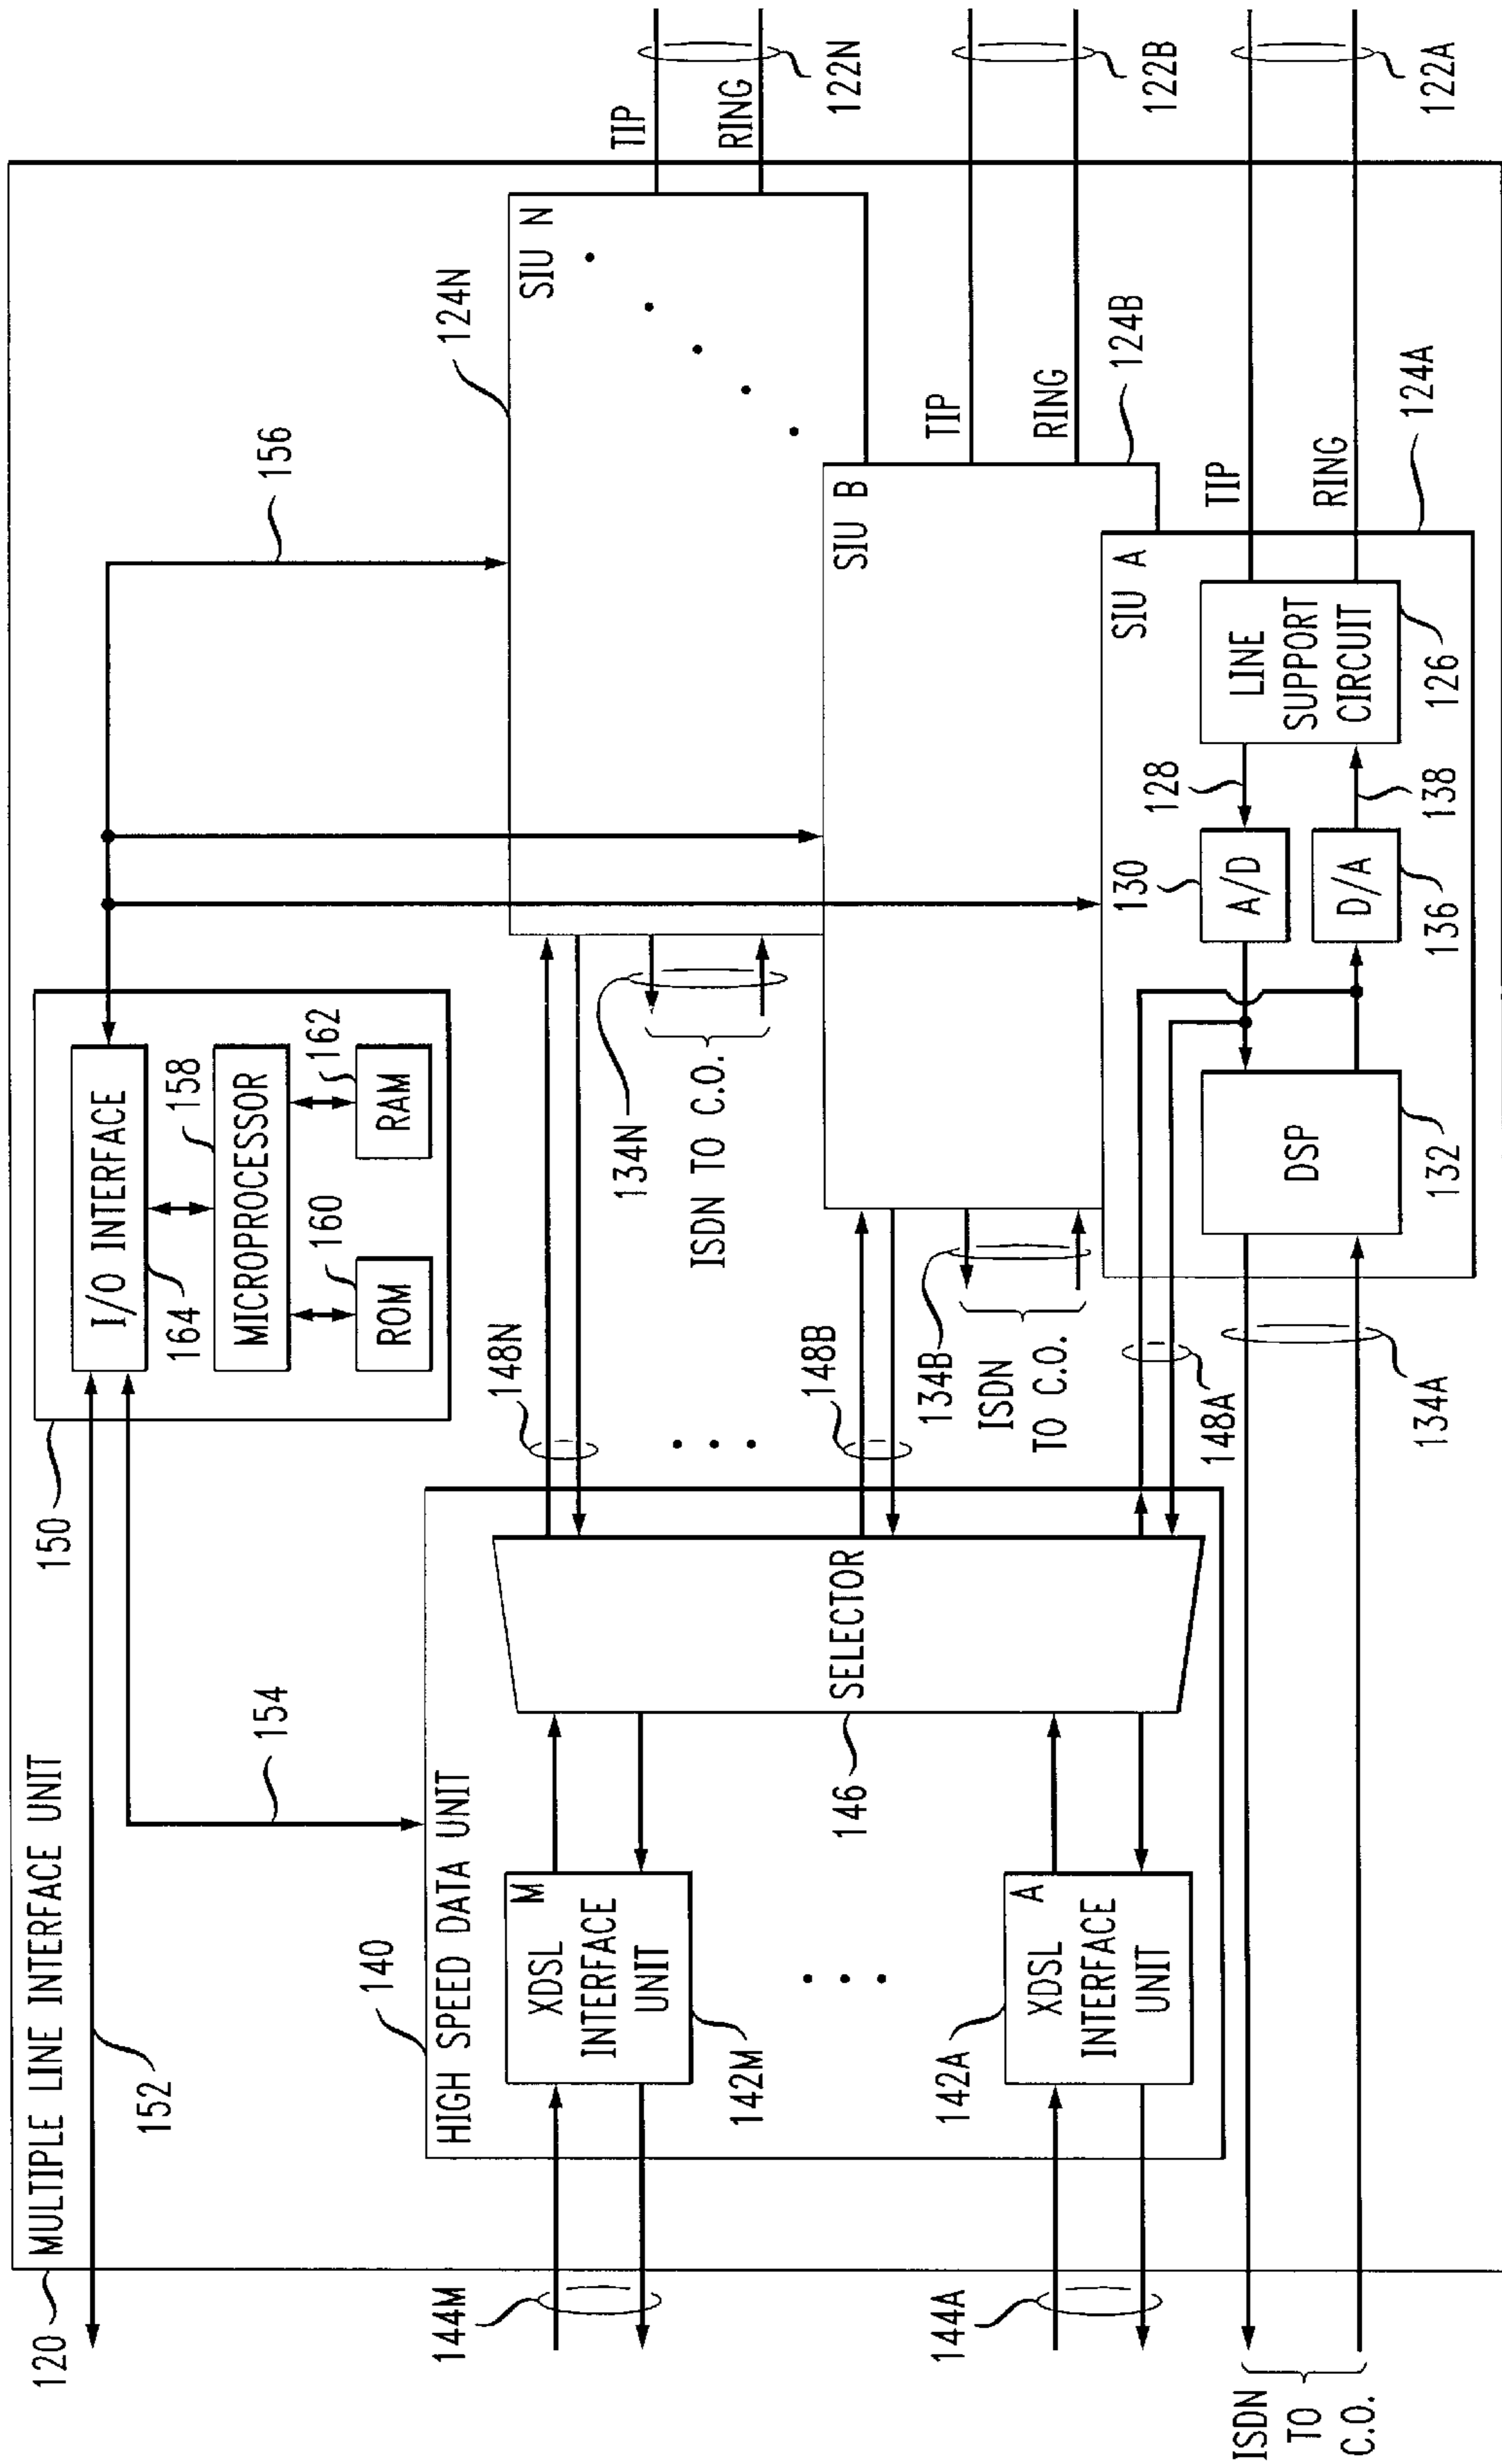 120
MULTIPLE LINE INTERFACE UNIT
152
154
150
I/O INTERFACE
164
MICROPROCESSOR
158
ROM
160
RAM
162
156
140
HIGH SPEED DATA UNIT
XDSL
INTERFACE
UNIT
M
142M
144M
XDSL
INTERFACE
UNIT
A
142A
144A
SELECTOR
146
148N
148B
148A
134N
ISDN TO C.O.
134B
ISDN
TO C.O.
134A
ISDN
TO
C.O.
SIU N
124N
TIP
RING
122N
SIU B
124B
TIP
RING
122B
SIU A
124A
TIP
RING
122A
DSP
132
A/D
130
D/A
136
128
138
LINE
SUPPORT
CIRCUIT
126